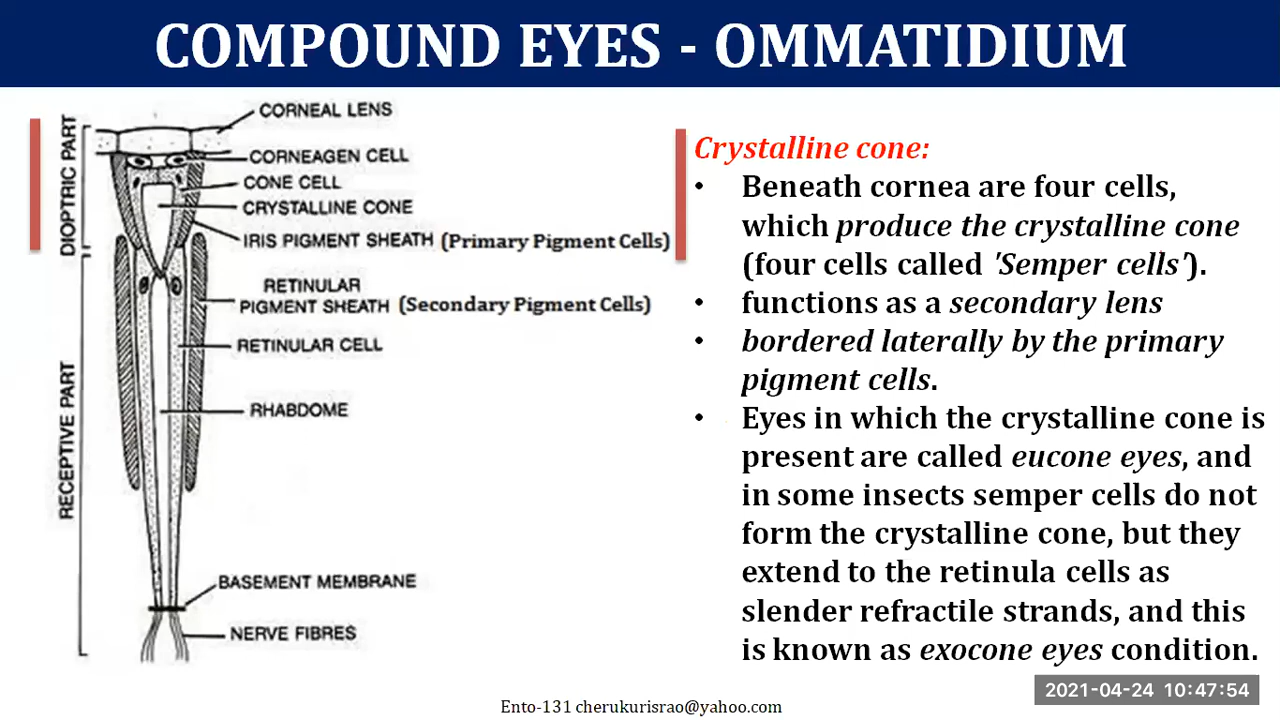 COMPOUND EYES - OMMATIDIUM
DIOPTRIC PART
RECEPTIVE PART
CORNEAL LENS
CORNEAGEN CELL
CONE CELL
CRYSTALLINE CONE
IRIS PIGMENT SHEATH (Primary Pigment Cells)
RETINULAR
PIGMENT SHEATH (Secondary Pigment Cells)
RETINULAR CELL
RHABDOME
BASEMENT MEMBRANE
NERVE FIBRES
Crystalline cone:
• Beneath cornea are four cells,
which produce the crystalline cone
(four cells called 'Semper cells').
• functions as a secondary lens
• bordered laterally by the primary
pigment cells.
• Eyes in which the crystalline cone is
present are called eucone eyes, and
in some insects semper cells do not
form the crystalline cone, but they
extend to the retinula cells as
slender refractile strands, and this
is known as exocone eyes condition.
2021-04-24 10:47:54
Ento-131 cherukurisrao@yahoo.com